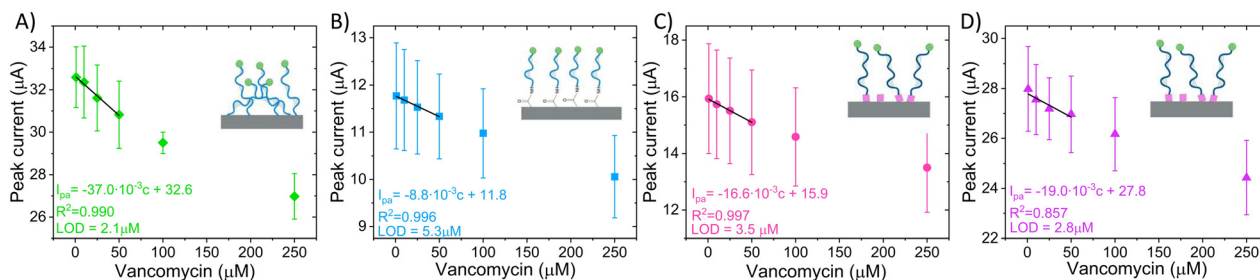 A)
Peak current (μA)
34
32
30
28
26
I_pa= -37.0·10⁻³c + 32.6
R²=0.990
LOD = 2.1μM
0 50 100 150 200 250
Vancomycin (μM)
B)
Peak current (μA)
13
12
11
10
9
I_pa= -8.8·10⁻³c + 11.8
R²=0.996
LOD = 5.3μM
0 50 100 150 200 250
Vancomycin (μM)
C)
Peak current (μA)
18
16
14
12
I_pa= -16.6·10⁻³c + 15.9
R²=0.997
LOD = 3.5 μM
0 50 100 150 200 250
Vancomycin (μM)
D)
Peak current (μA)
30
28
26
24
22
I_pa= -19.0·10⁻³c + 27.8
R²=0.857
LOD = 2.8μM
0 50 100 150 200 250
Vancomycin (μM)